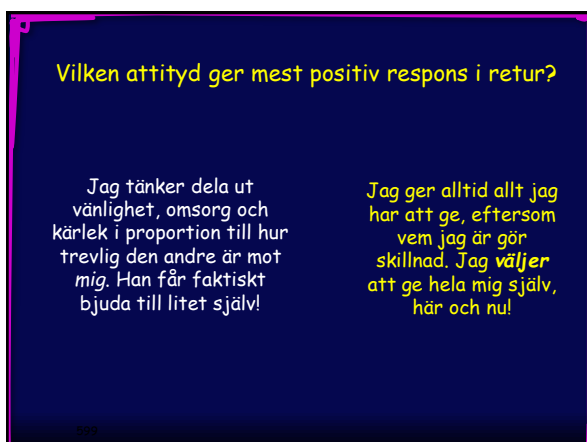 Vilken attityd ger mest positiv respons i retur?
Jag tänker dela ut
vänlighet, omsorg och
kärlek i proportion till hur
trevlig den andre är mot
mig. Han får faktiskt
bjuda till litet själv!
Jag ger alltid allt jag
har att ge, eftersom
vem jag är gör
skillnad. Jag väljer
att ge hela mig själv,
här och nu!